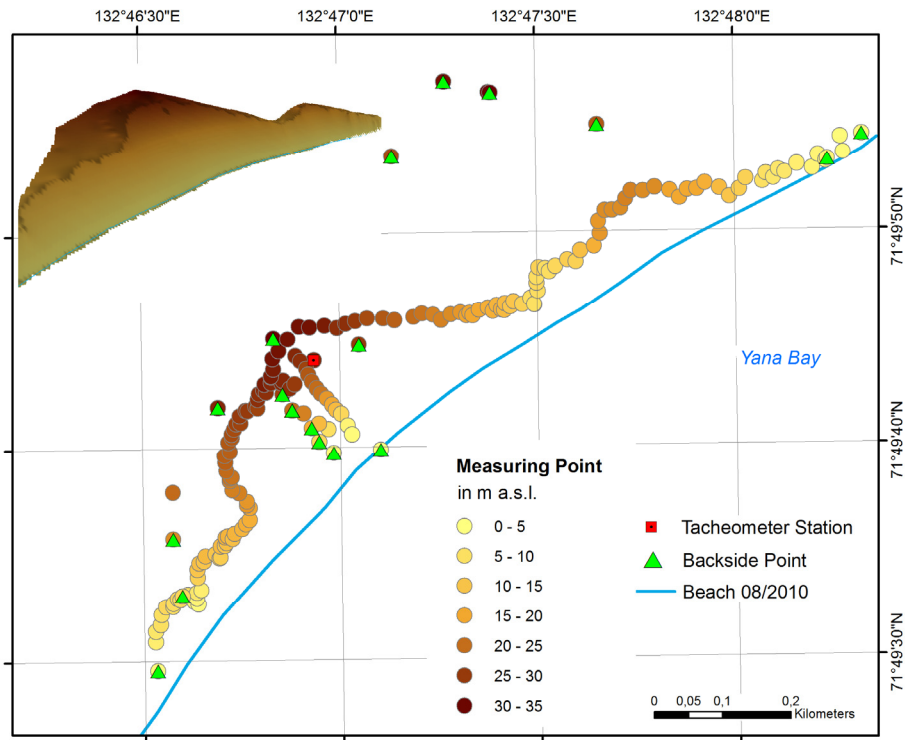 132°46'30"E 132°47'0"E 132°47'30"E 132°48'0"E
71°49'50"N
Yana Bay
71°49'40"N
Measuring Point
in m a.s.l.
0 - 5
5 - 10
10 - 15
15 - 20
20 - 25
25 - 30
30 - 35
Tacheometer Station
Backside Point
Beach 08/2010
71°49'30"N
0 0,05 0,1 0,2
Kilometers